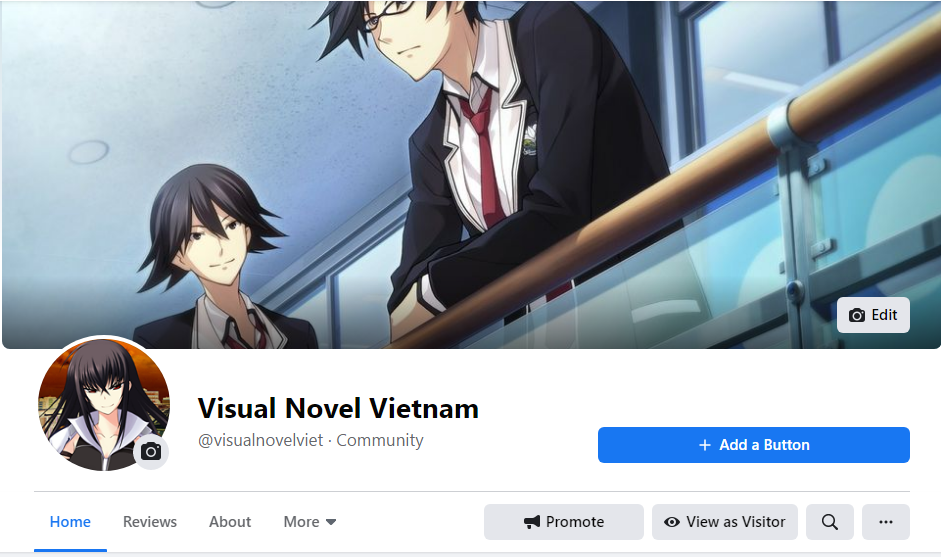 Edit
Visual Novel Vietnam
@visualnovelviet · Community
+ Add a Button
Home Reviews About More Promote View as Visitor